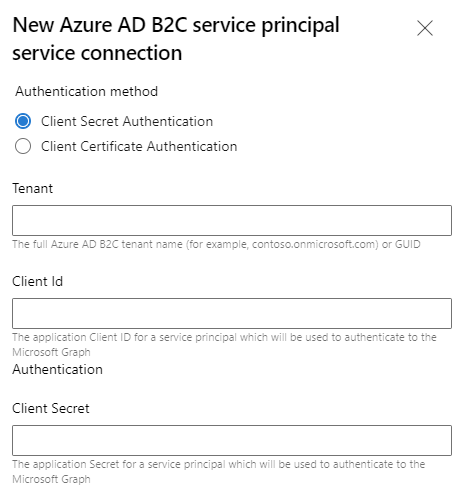 New Azure AD B2C service principal
service connection
Authentication method
Client Secret Authentication
Client Certificate Authentication
Tenant
The full Azure AD B2C tenant name (for example, contoso.onmicrosoft.com) or GUID
Client Id
The application Client ID for a service principal which will be used to authenticate to the
Microsoft Graph
Authentication
Client Secret
The application Secret for a service principal which will be used to authenticate to the
Microsoft Graph